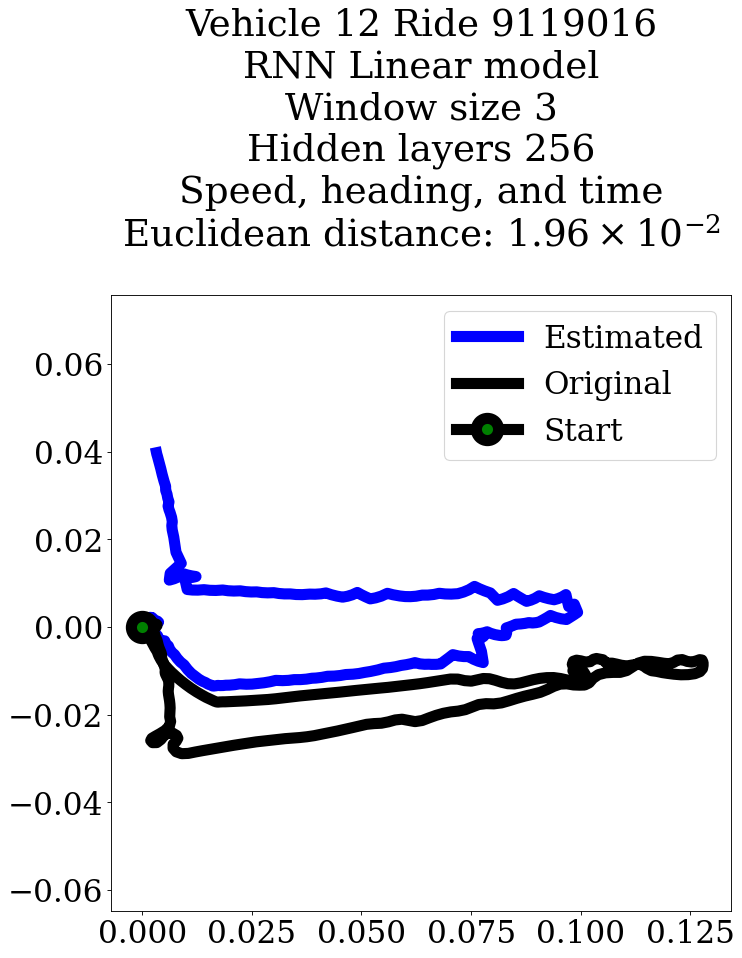 Vehicle 12 Ride 9119016
RNN Linear model
Window size 3
Hidden layers 256
Speed, heading, and time
Euclidean distance: 1.96 × 10⁻²
Estimated
Original
Start
0.06
0.04
0.02
0.00
−0.02
−0.04
−0.06
0.000 0.025 0.050 0.075 0.100 0.125